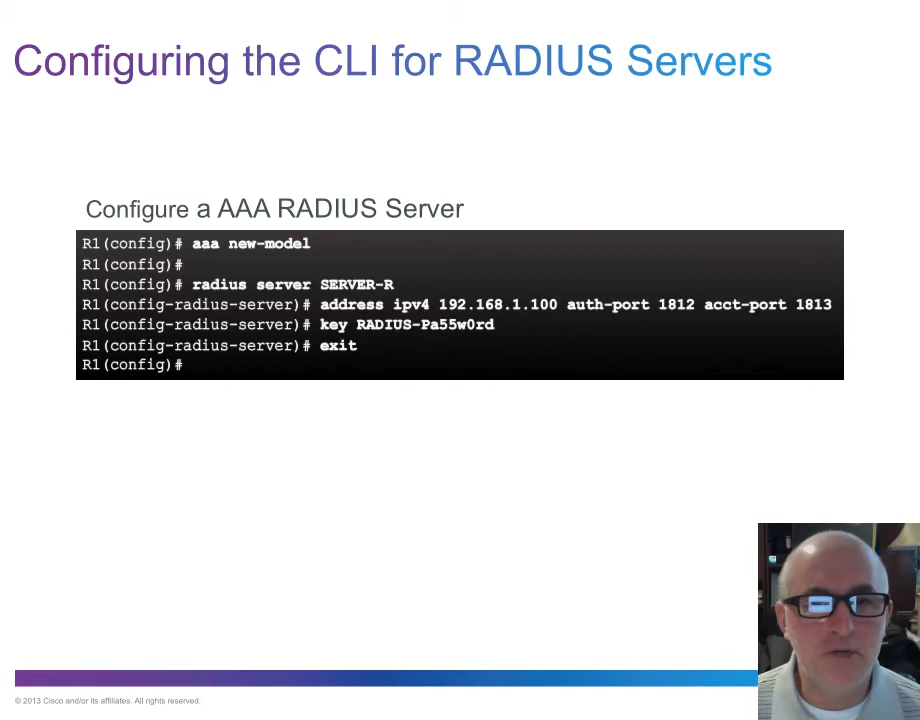 Configuring the CLI for RADIUS Servers
Configure a AAA RADIUS Server
R1(config)# aaa new-model
R1(config)#
R1(config)# radius server SERVER-R
R1(config-radius-server)# address ipv4 192.168.1.100 auth-port 1812 acct-port 1813
R1(config-radius-server)# key RADIUS-Pa55w0rd
R1(config-radius-server)# exit
R1(config)#
© 2013 Cisco and/or its affiliates. All rights reserved.